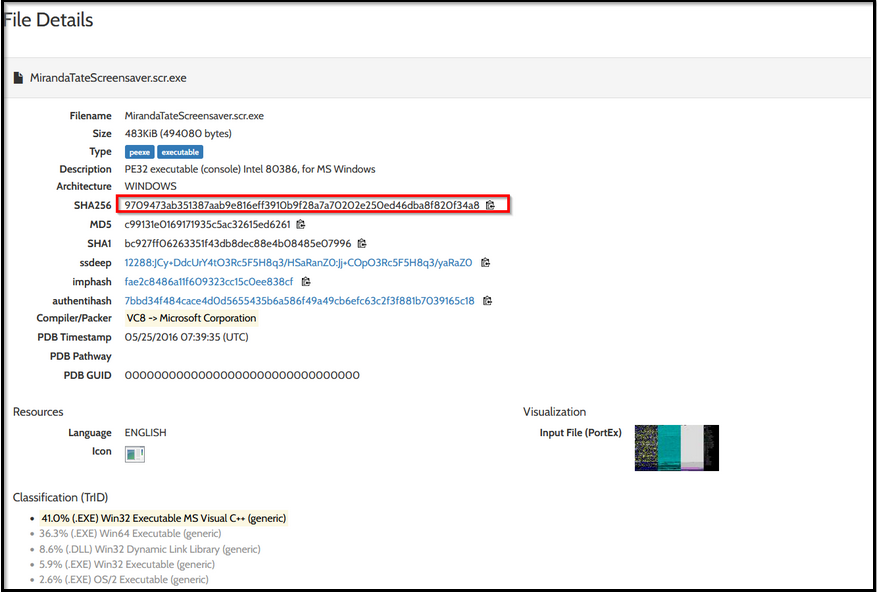 File Details
MirandaTateScreensaver.scr.exe
Filename MirandaTateScreensaver.scr.exe
Size 483KiB (494080 bytes)
Type peexe executable
Description PE32 executable (console) Intel 80386, for MS Windows
Architecture WINDOWS
SHA256 9709473ab351387aab9e816eff3910b9f28a7a70202e250ed46dba8f820f34a8
MD5 c99131e0169171935c5ac32615ed6261
SHA1 bc927ff06263351f43db8dec88e4b08485e07996
ssdeep 12288:JCy+DdcUrY4tO3Rc5F5H8q3/HSaRanZ0:Jj+COpO3Rc5F5H8q3/yaRaZ0
imphash fae2c8486a11f609323cc15c0ee838cf
authentihash 7bbd34f484cace4d0d5655435b6a586f49a49cb6efc63c2f3f881b7039165c18
Compiler/Packer VC8 -> Microsoft Corporation
PDB Timestamp 05/25/2016 07:39:35 (UTC)
PDB Pathway
PDB GUID 00000000000000000000000000000000
Resources
Language ENGLISH
Icon
Visualization
Input File (PortEx)
Classification (TrID)
• 41.0% (.EXE) Win32 Executable MS Visual C++ (generic)
• 36.3% (.EXE) Win64 Executable (generic)
• 8.6% (.DLL) Win32 Dynamic Link Library (generic)
• 5.9% (.EXE) Win32 Executable (generic)
• 2.6% (.EXE) OS/2 Executable (generic)